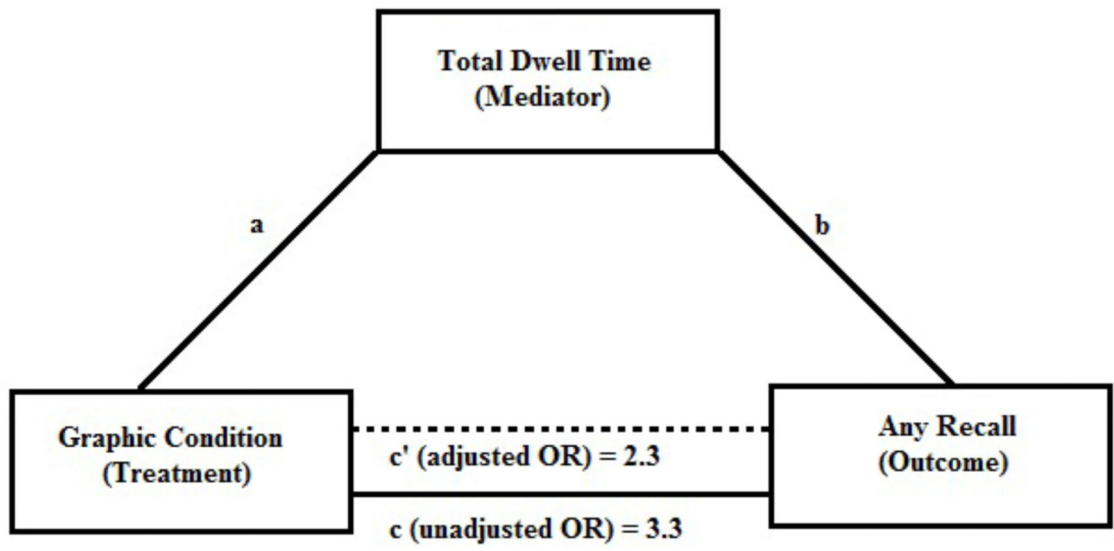 Total Dwell Time
(Mediator)
a
b
Graphic Condition
(Treatment)
c' (adjusted OR) = 2.3
c (unadjusted OR) = 3.3
Any Recall
(Outcome)